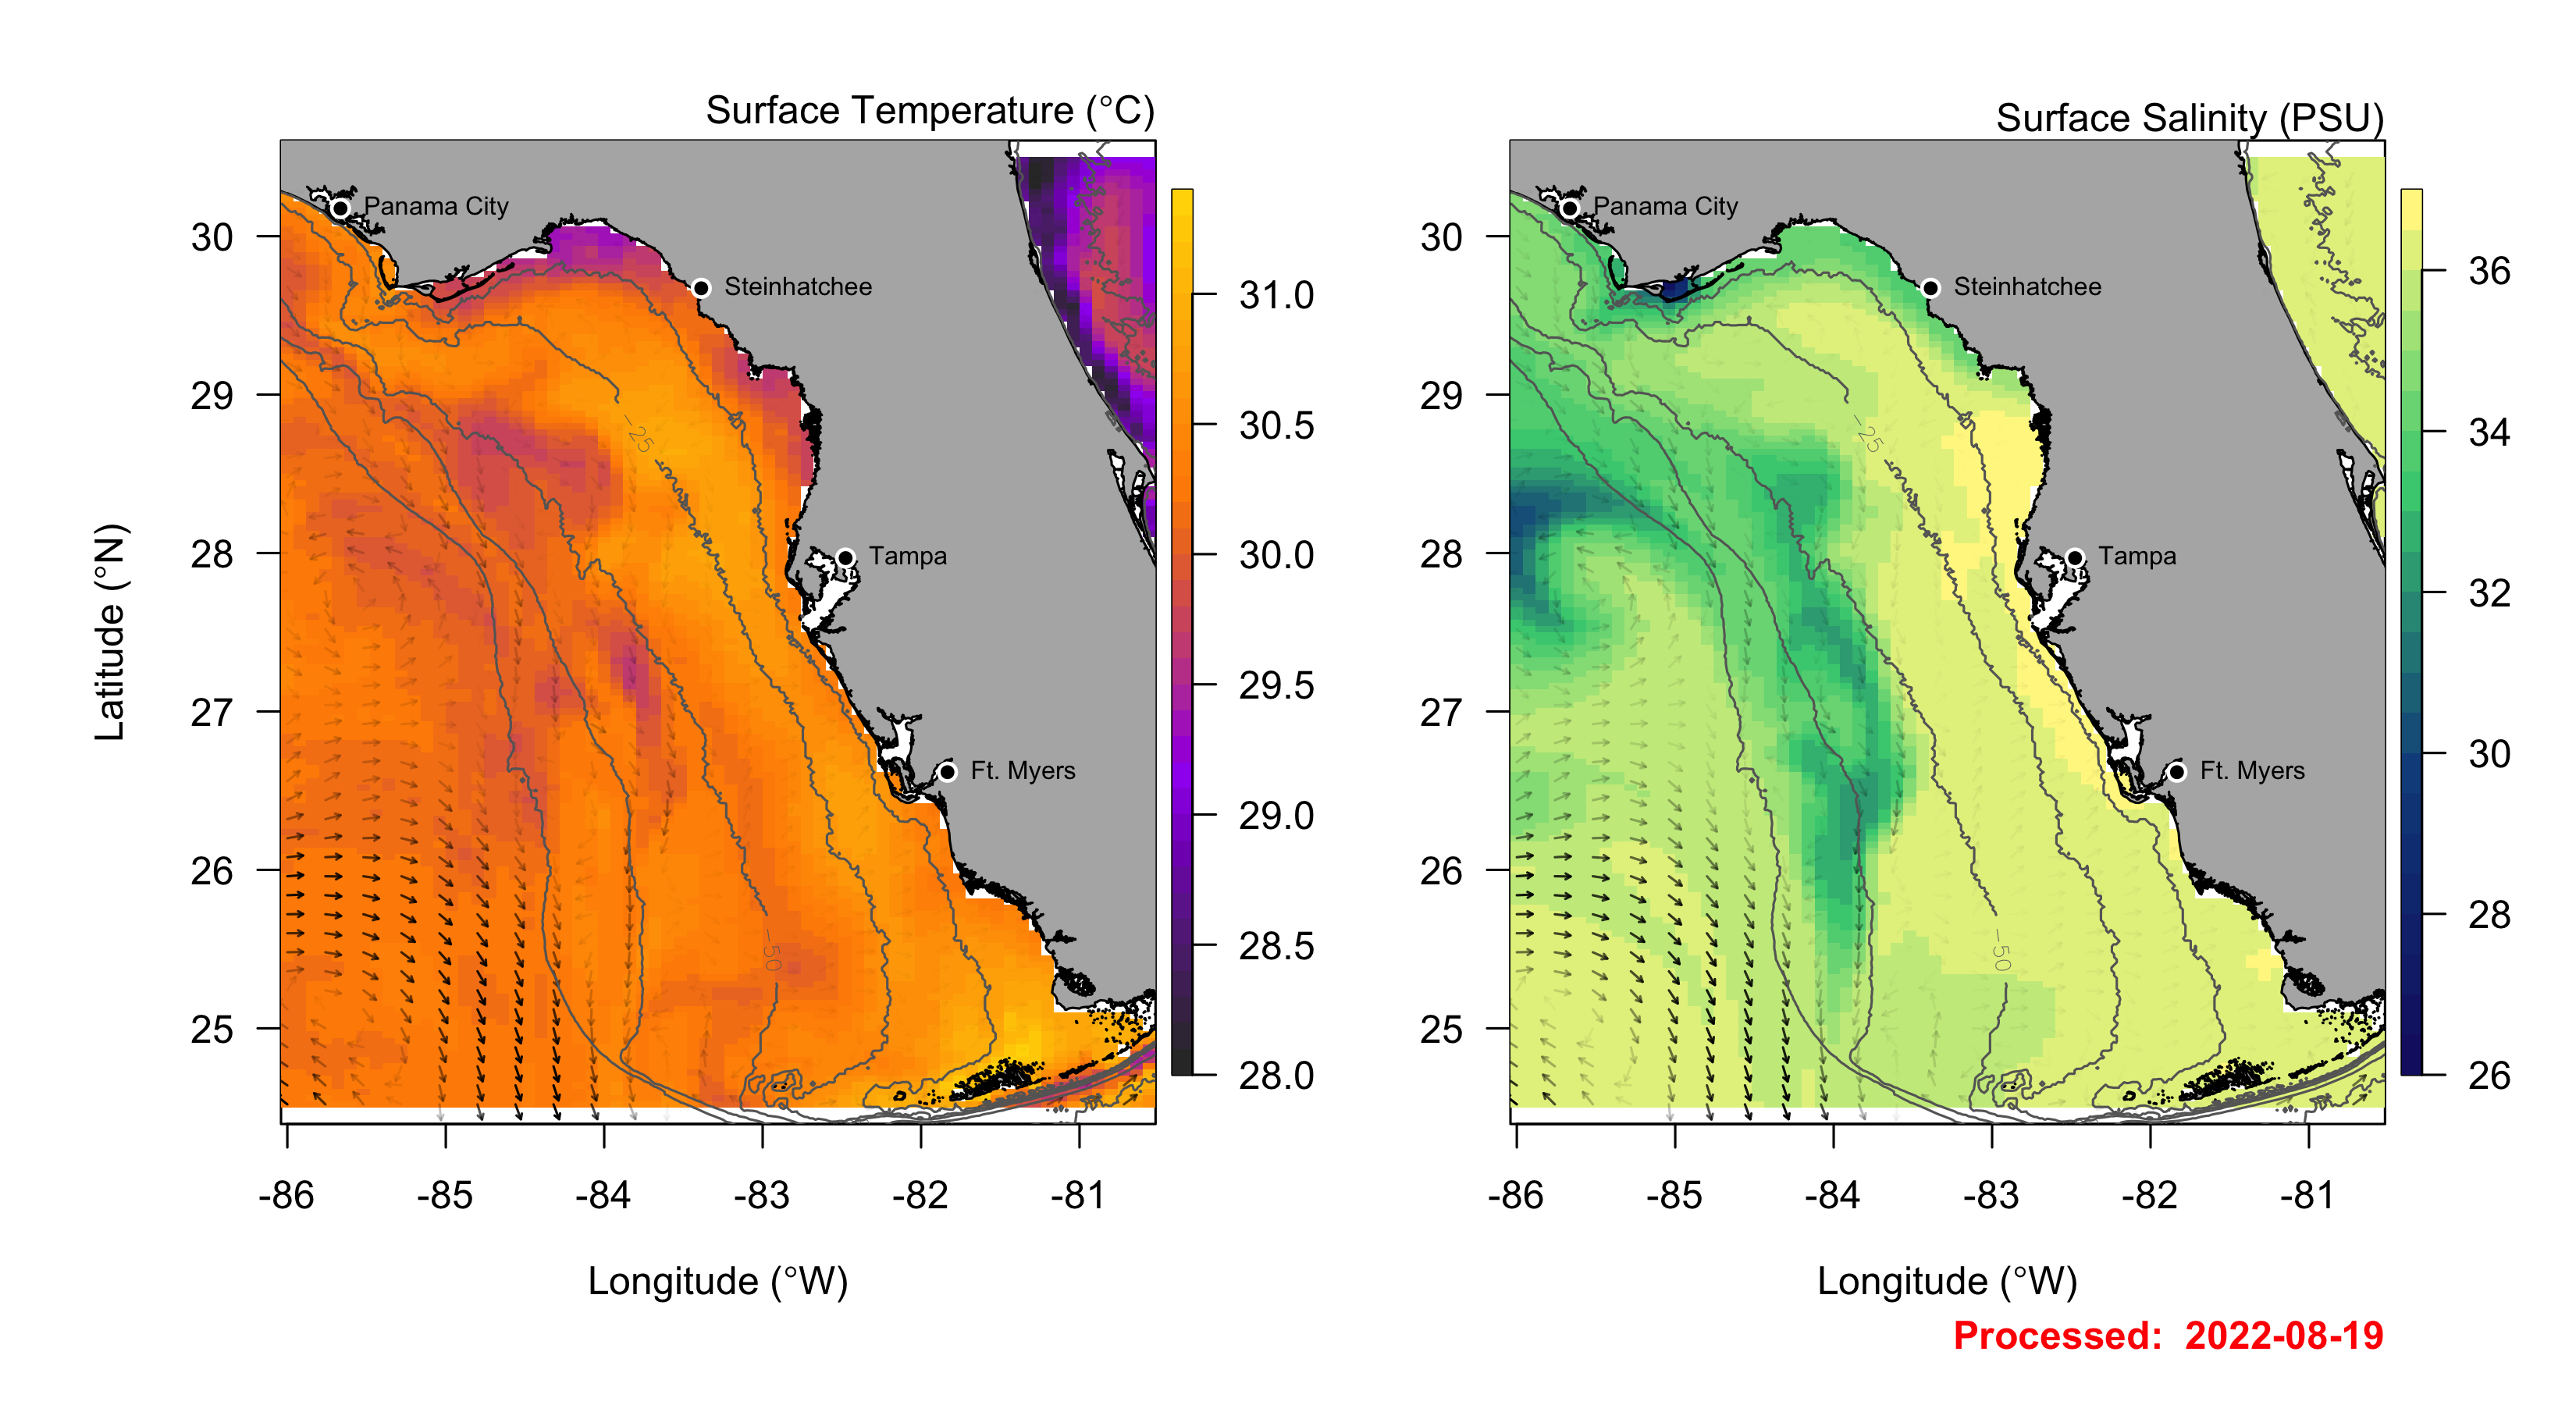 Surface Temperature (°C)
Panama City
Steinhatchee
Tampa
Ft. Myers
-25
-50
30
29
28
27
26
25
Latitude (°N)
-86 -85 -84 -83 -82 -81
Longitude (°W)
31.0
30.5
30.0
29.5
29.0
28.5
28.0
Surface Salinity (PSU)
Panama City
Steinhatchee
Tampa
Ft. Myers
-25
-50
30
29
28
27
26
25
-86 -85 -84 -83 -82 -81
Longitude (°W)
36
34
32
30
28
26
Processed: 2022-08-19